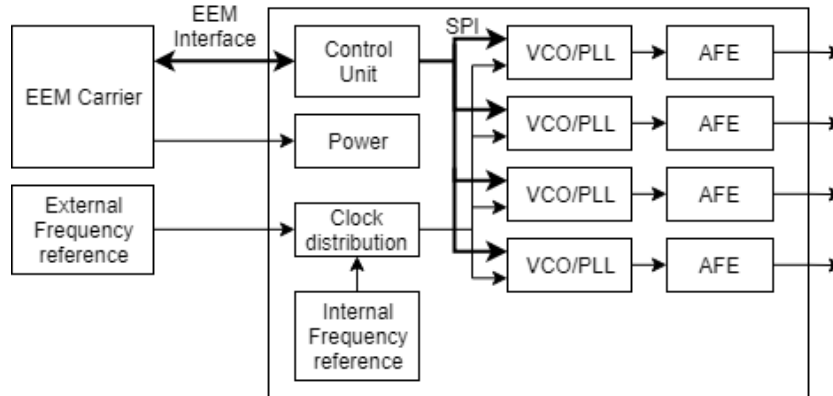 EEM
Interface
SPI
EEM Carrier
Control
Unit
VCO/PLL
AFE
VCO/PLL
AFE
Power
VCO/PLL
AFE
External
Frequency
reference
Clock
distribution
VCO/PLL
AFE
Internal
Frequency
reference